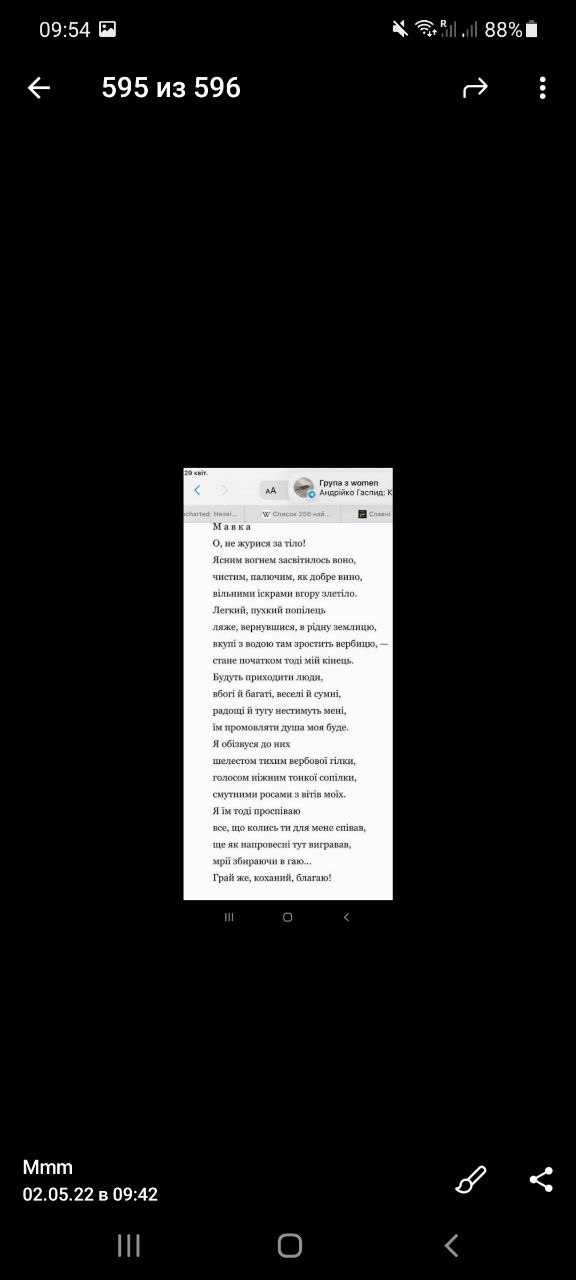 09:54
R
88%
595 из 596
29 квіт.
AA
Група з women
Андрійко Гаспид: К
ncharted: Незві...
W Список 250 най...
Славні
Мавка
О, не журися за тіло!
Ясним вогнем засвітилось воно,
чистим, палючим, як добре вино,
вільними іскрами вгору злетіло.
Легкий, пухкий попілець
ляже, вернувшися, в рідну землицю,
вкупі з водою там зростить вербицю, —
стане початком тоді мій кінець.
Будуть приходити люди,
вбогі й багаті, веселі й сумні,
радощі й тугу нестимуть мені,
їм промовляти душа моя буде.
Я обізвуся до них
шелестом тихим вербової гілки,
голосом ніжним тонкої сопілки,
смутними росами з вітів моїх.
Я їм тоді проспіваю
все, що колись ти для мене співав,
ще як напровесні тут вигравав,
мрії збираючи в гаю...
Грай же, коханий, благаю!
Mmm
02.05.22 в 09:42